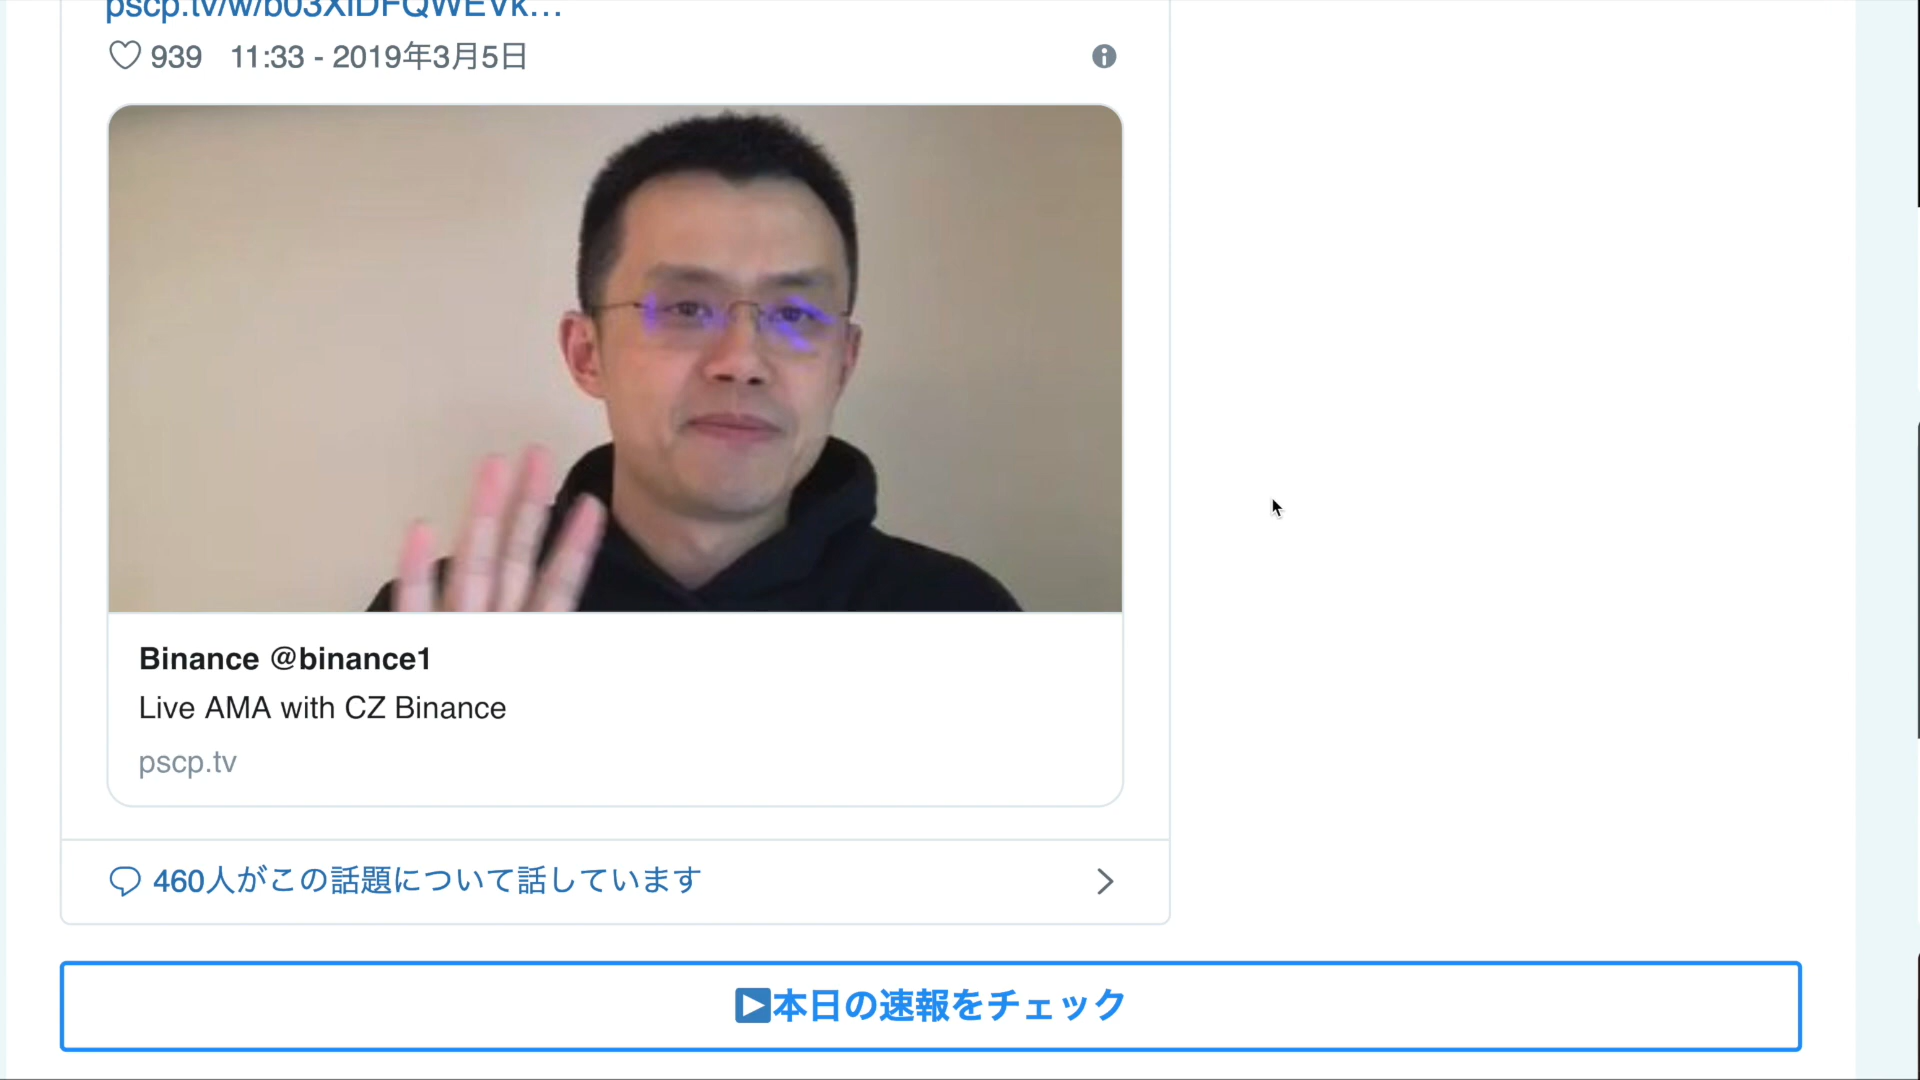 939 11:33 - 2019年3月5日
Binance @binance1
Live AMA with CZ Binance
pscp.tv
460人がこの話題について話しています
本日の速報をチェック